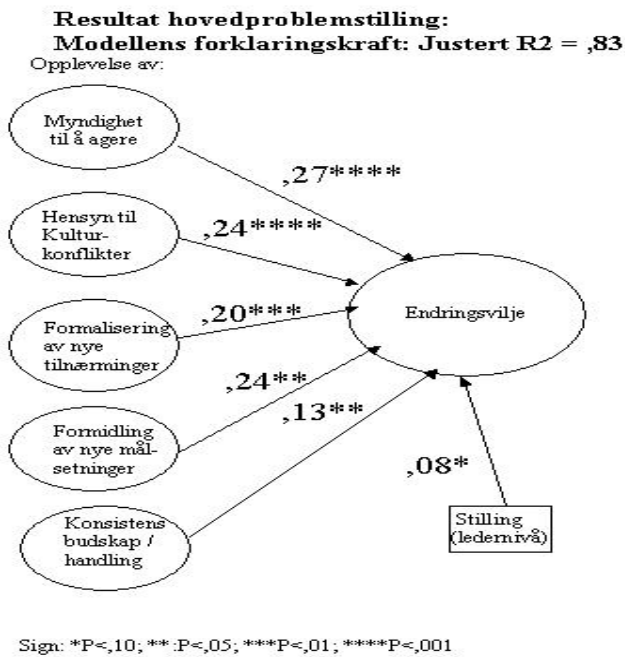 Resultat hovedproblemstilling:
Modellens forklaringskraft: Justert R2 = ,83
Opplevelse av:
Myndighet
til å agere
,27****
Hensyn til
Kultur-
konflikter
,24****
Endringsvilje
Formalisering
av nye
tilnærminger
,20***
,24**
Formidling
av nye mål-
setninger
,13**
,08*
Konsistens
budskap /
handling
Stilling
(ledernivå)
Sign: *P<,10; **:P<,05; ***P<,01; ****P<,001